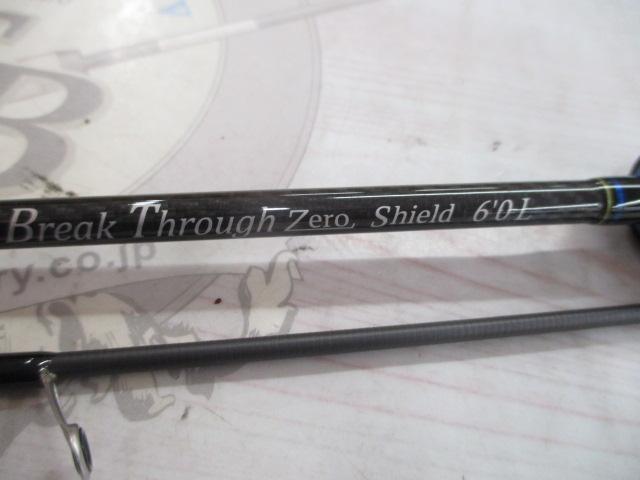 Break Through Zero, Shield 6'0L
ry.co.jp